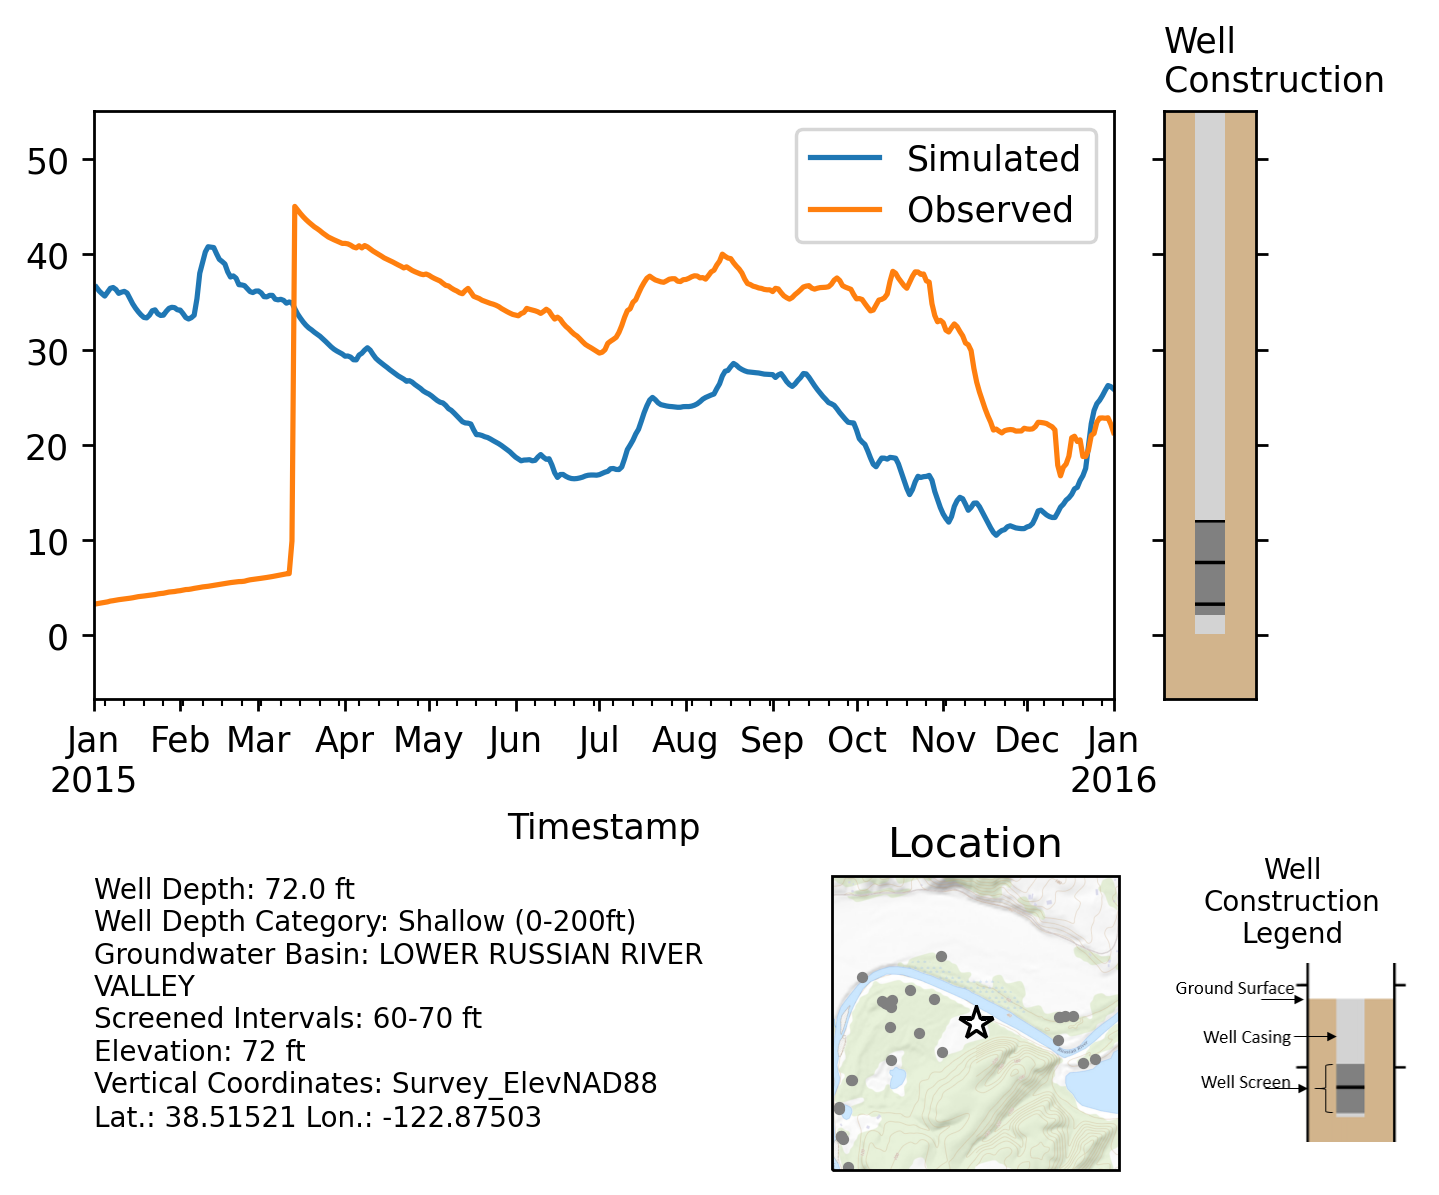 Well
Construction
50
40
30
20
10
0
Simulated
Observed
Jan Feb Mar Apr May Jun Jul Aug Sep Oct Nov Dec Jan
2015 2016
Timestamp
Well Depth: 72.0 ft
Well Depth Category: Shallow (0-200ft)
Groundwater Basin: LOWER RUSSIAN RIVER
VALLEY
Screened Intervals: 60-70 ft
Elevation: 72 ft
Vertical Coordinates: Survey_ElevNAD88
Lat.: 38.51521 Lon.: -122.87503
Location
Well
Construction
Legend
Ground Surface
Well Casing
Well Screen